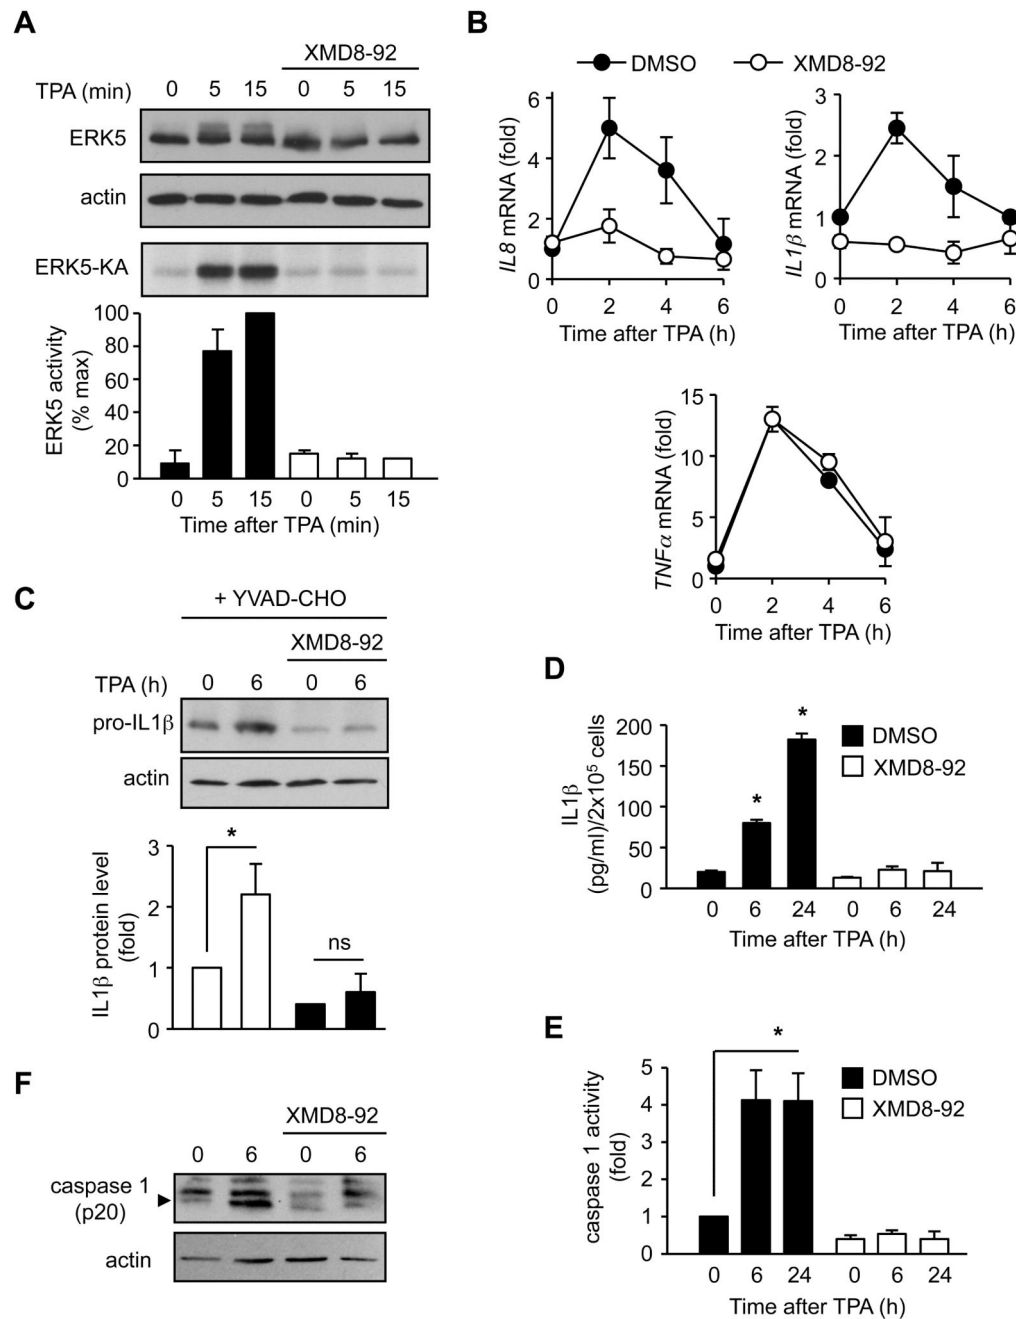 A
XMD8-92
TPA (min) 0 5 15 0 5 15
ERK5
actin
ERK5-KA
ERK5 activity
(% max)
100
80
60
40
20
0
0 5 15 0 5 15
Time after TPA (min)
B
DMSO XMD8-92
IL8 mRNA (fold)
6
4
2
0
0 2 4 6
Time after TPA (h)
IL1β mRNA (fold)
3
2
1
0
0 2 4 6
Time after TPA (h)
TNFα mRNA (fold)
15
10
5
0
0 2 4 6
Time after TPA (h)
C
+ YVAD-CHO
XMD8-92
TPA (h) 0 6 0 6
pro-IL1β
actin
IL1β protein level
(fold)
3
2
1
0
*
ns
D
IL1β
(pg/ml)/2x10⁵ cells
200
150
100
50
0
*
*
DMSO
XMD8-92
0 6 24 0 6 24
Time after TPA (h)
E
caspase 1 activity
(fold)
5
4
3
2
1
0
*
DMSO
XMD8-92
0 6 24 0 6 24
Time after TPA (h)
F
XMD8-92
0 6 0 6
caspase 1
(p20)
actin